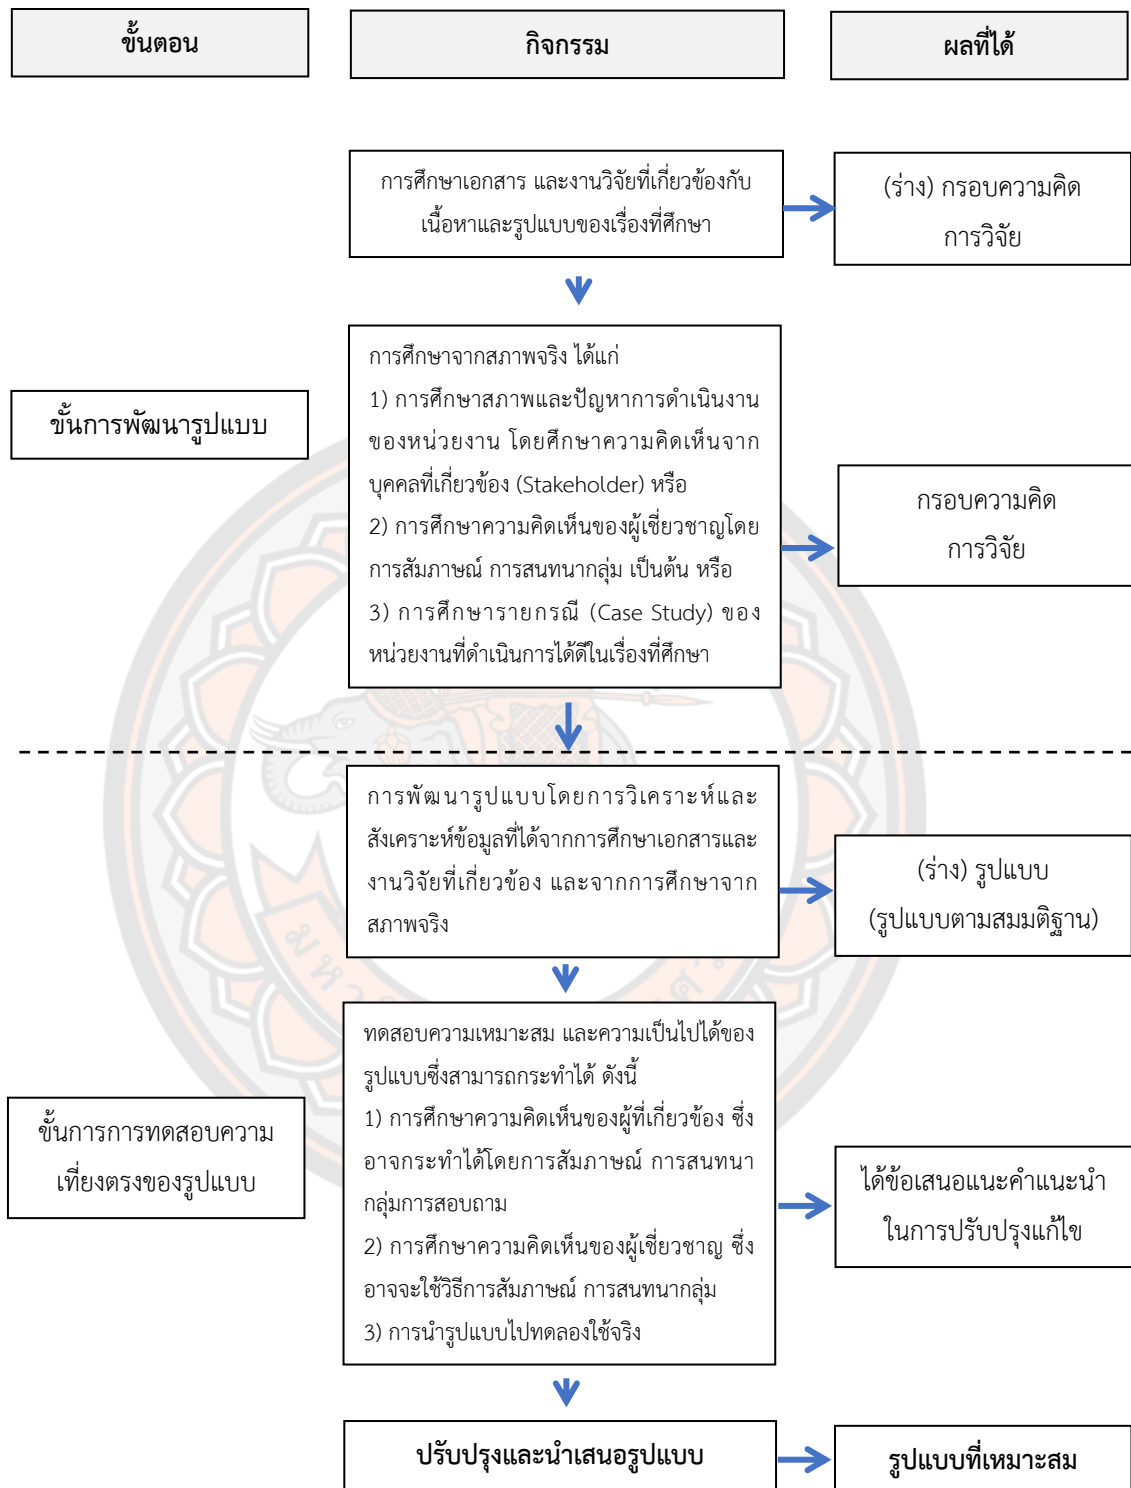 ขั้นตอน
กิจกรรม
ผลที่ได้
การศึกษาเอกสาร และงานวิจัยที่เกี่ยวข้องกับ
เนื้อหาและรูปแบบของเรื่องที่ศึกษา
(ร่าง) กรอบความคิด
การวิจัย
ขั้นการพัฒนารูปแบบ
การศึกษาจากสภาพจริง ได้แก่
1) การศึกษาสภาพและปัญหาการดำเนินงาน
ของหน่วยงาน โดยศึกษาความคิดเห็นจาก
บุคคลที่เกี่ยวข้อง (Stakeholder) หรือ
2) การศึกษาความคิดเห็นของผู้เชี่ยวชาญโดย
การสัมภาษณ์ การสนทนากลุ่ม เป็นต้น หรือ
3) การศึกษารายกรณี (Case Study) ของ
หน่วยงานที่ดำเนินการได้ดีในเรื่องที่ศึกษา
กรอบความคิด
การวิจัย
การพัฒนารูปแบบโดยการวิเคราะห์และ
สังเคราะห์ข้อมูลที่ได้จากการศึกษาเอกสารและ
งานวิจัยที่เกี่ยวข้อง และจากการศึกษาจาก
สภาพจริง
(ร่าง) รูปแบบ
(รูปแบบตามสมมติฐาน)
ขั้นการการทดสอบความ
เที่ยงตรงของรูปแบบ
ทดสอบความเหมาะสม และความเป็นไปได้ของ
รูปแบบซึ่งสามารถกระทำได้ ดังนี้
1) การศึกษาความคิดเห็นของผู้ที่เกี่ยวข้อง ซึ่ง
อาจกระทำได้โดยการสัมภาษณ์ การสนทนา
กลุ่มการสอบถาม
2) การศึกษาความคิดเห็นของผู้เชี่ยวชาญ ซึ่ง
อาจจะใช้วิธีการสัมภาษณ์ การสนทนากลุ่ม
3) การนำรูปแบบไปทดลองใช้จริง
ได้ข้อเสนอแนะคำแนะนำ
ในการปรับปรุงแก้ไข
ปรับปรุงและนำเสนอรูปแบบ
รูปแบบที่เหมาะสม